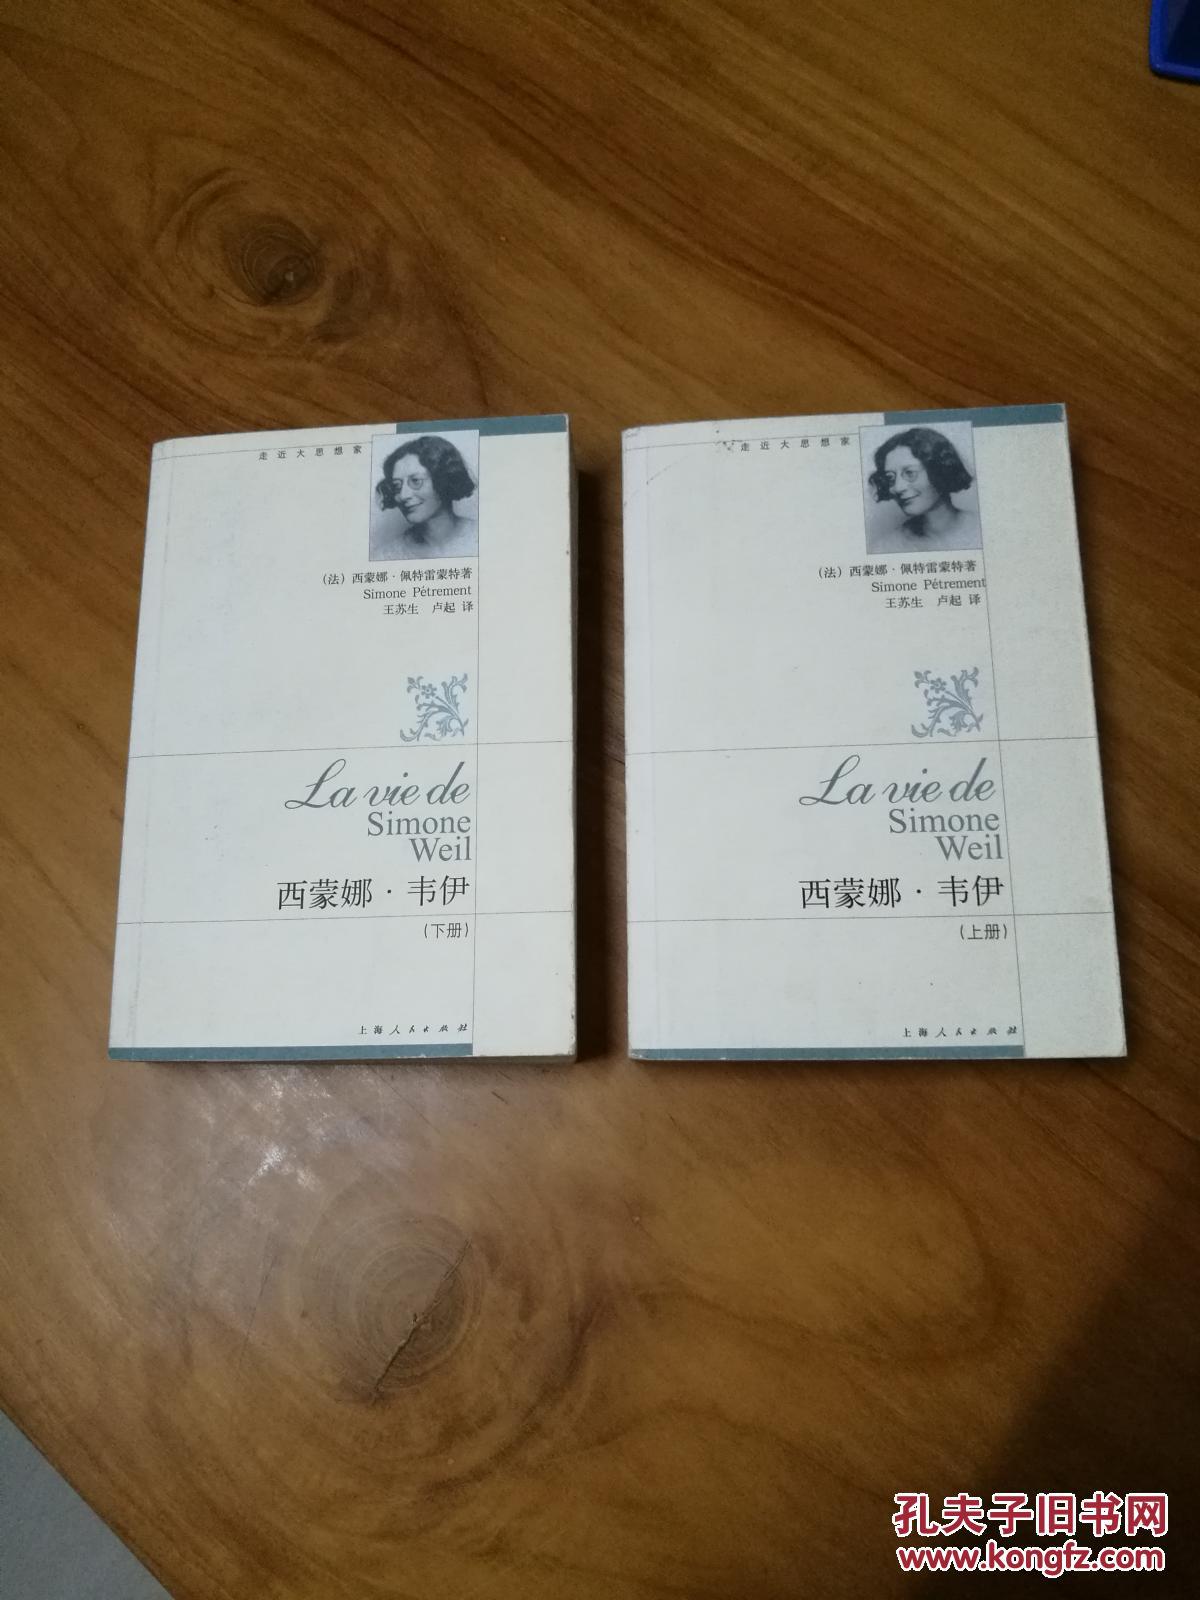 走近大思想家
（法）西蒙娜·佩特雷蒙特著
Simone Pétrement
王苏生 卢起 译
La vie de
Simone
Weil
西蒙娜·韦伊
（下册）
上海人民出版社
走近大思想家
（法）西蒙娜·佩特雷蒙特著
Simone Pétrement
王苏生 卢起 译
La vie de
Simone
Weil
西蒙娜·韦伊
（上册）
上海人民出版社
孔夫子旧书网
www.kongfz.com